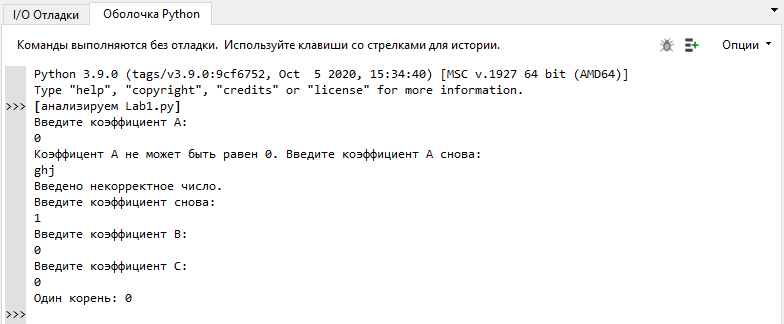 I/O Отладки Оболочка Python
Команды выполняются без отладки. Используйте клавиши со стрелками для истории. Опции
Python 3.9.0 (tags/v3.9.0:9cf6752, Oct  5 2020, 15:34:40) [MSC v.1927 64 bit (AMD64)]
Type "help", "copyright", "credits" or "license" for more information.
>>> [анализируем Lab1.py]
Введите коэффициент A:
0
Коэффицент A не может быть равен 0. Введите коэффициент A снова:
ghj
Введено некорректное число.
Введите коэффициент снова:
1
Введите коэффициент B:
0
Введите коэффициент C:
0
Один корень: 0
>>>